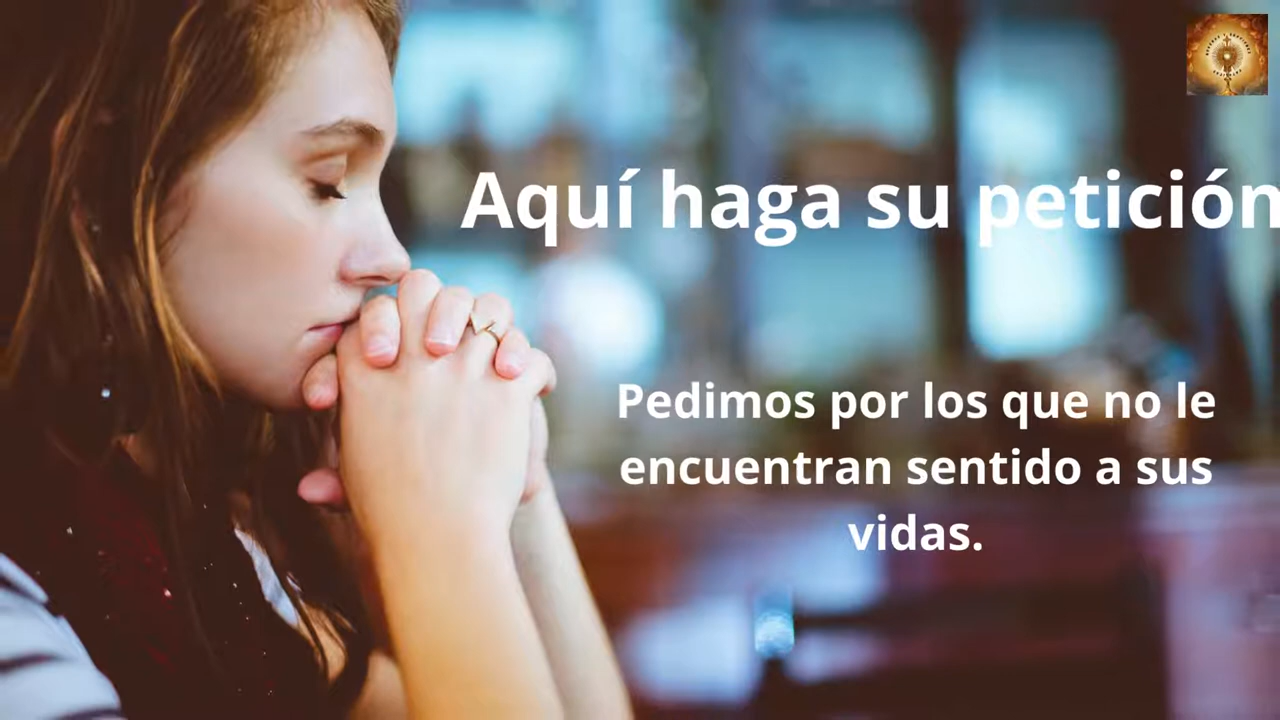 Aquí haga su petición
Pedimos por los que no le
encuentran sentido a sus
vidas.